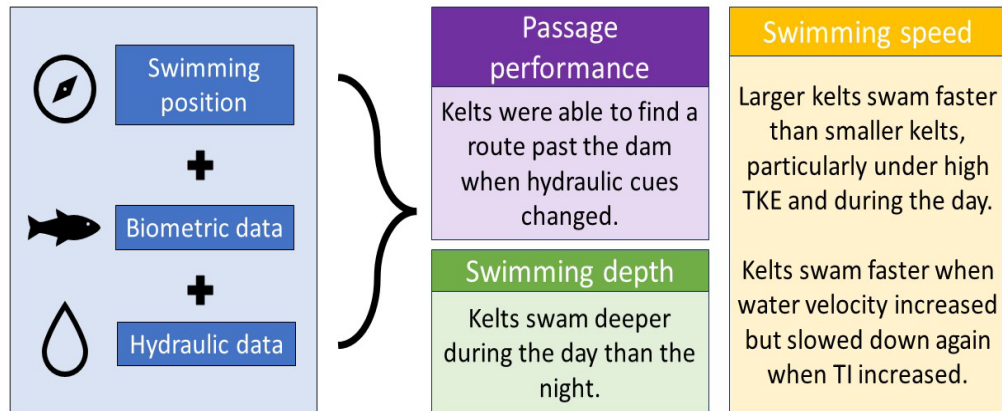 Swimming
position
Biometric data
Hydraulic data
Passage
performance
Kelts were able to find a
route past the dam
when hydraulic cues
changed.
Swimming depth
Kelts swam deeper
during the day than the
night.
Swimming speed
Larger kelts swam faster
than smaller kelts,
particularly under high
TKE and during the day.
Kelts swam faster when
water velocity increased
but slowed down again
when TI increased.